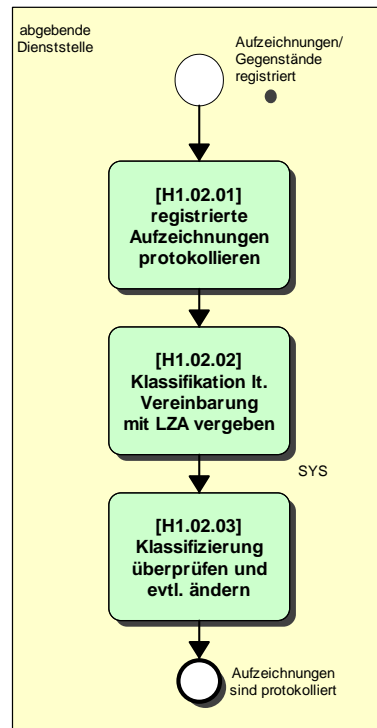 abgebende
Dienststelle
Aufzeichnungen/
Gegenstände
registriert
[H1.02.01]
registrierte
Aufzeichnungen
protokollieren
[H1.02.02]
Klassifikation lt.
Vereinbarung
mit LZA vergeben
SYS
[H1.02.03]
Klassifizierung
überprüfen und
evtl. ändern
Aufzeichnungen
sind protokolliert